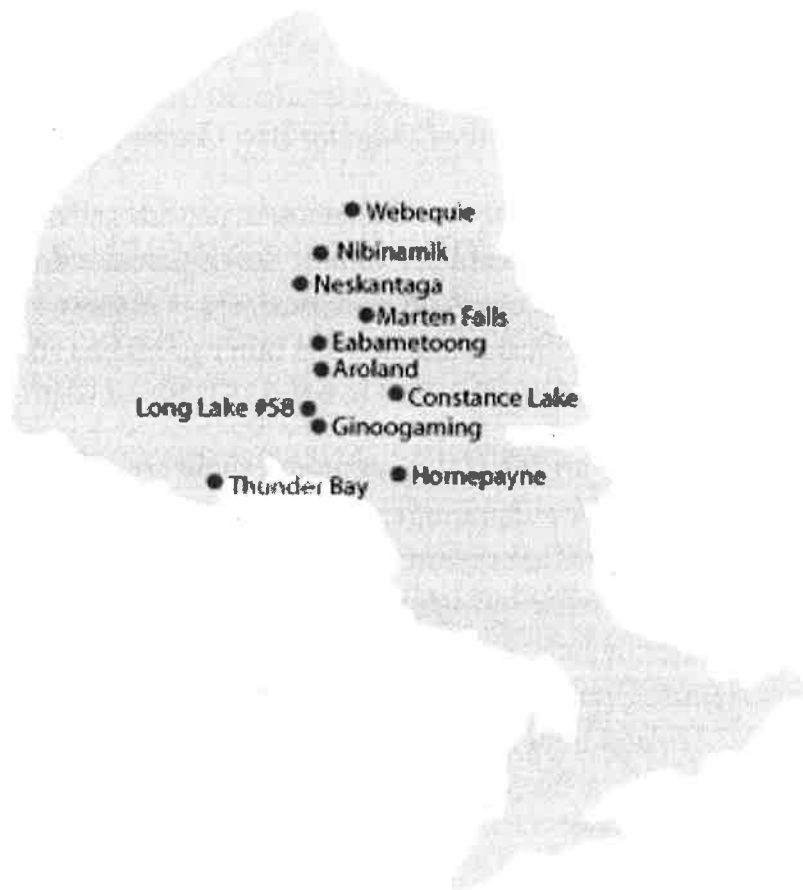 Webequie
Nibinamik
Neskantaga
Marten Falls
Eabametoong
Aroland
Constance Lake
Long Lake #58
Ginoogaming
Hornepayne
Thunder Bay